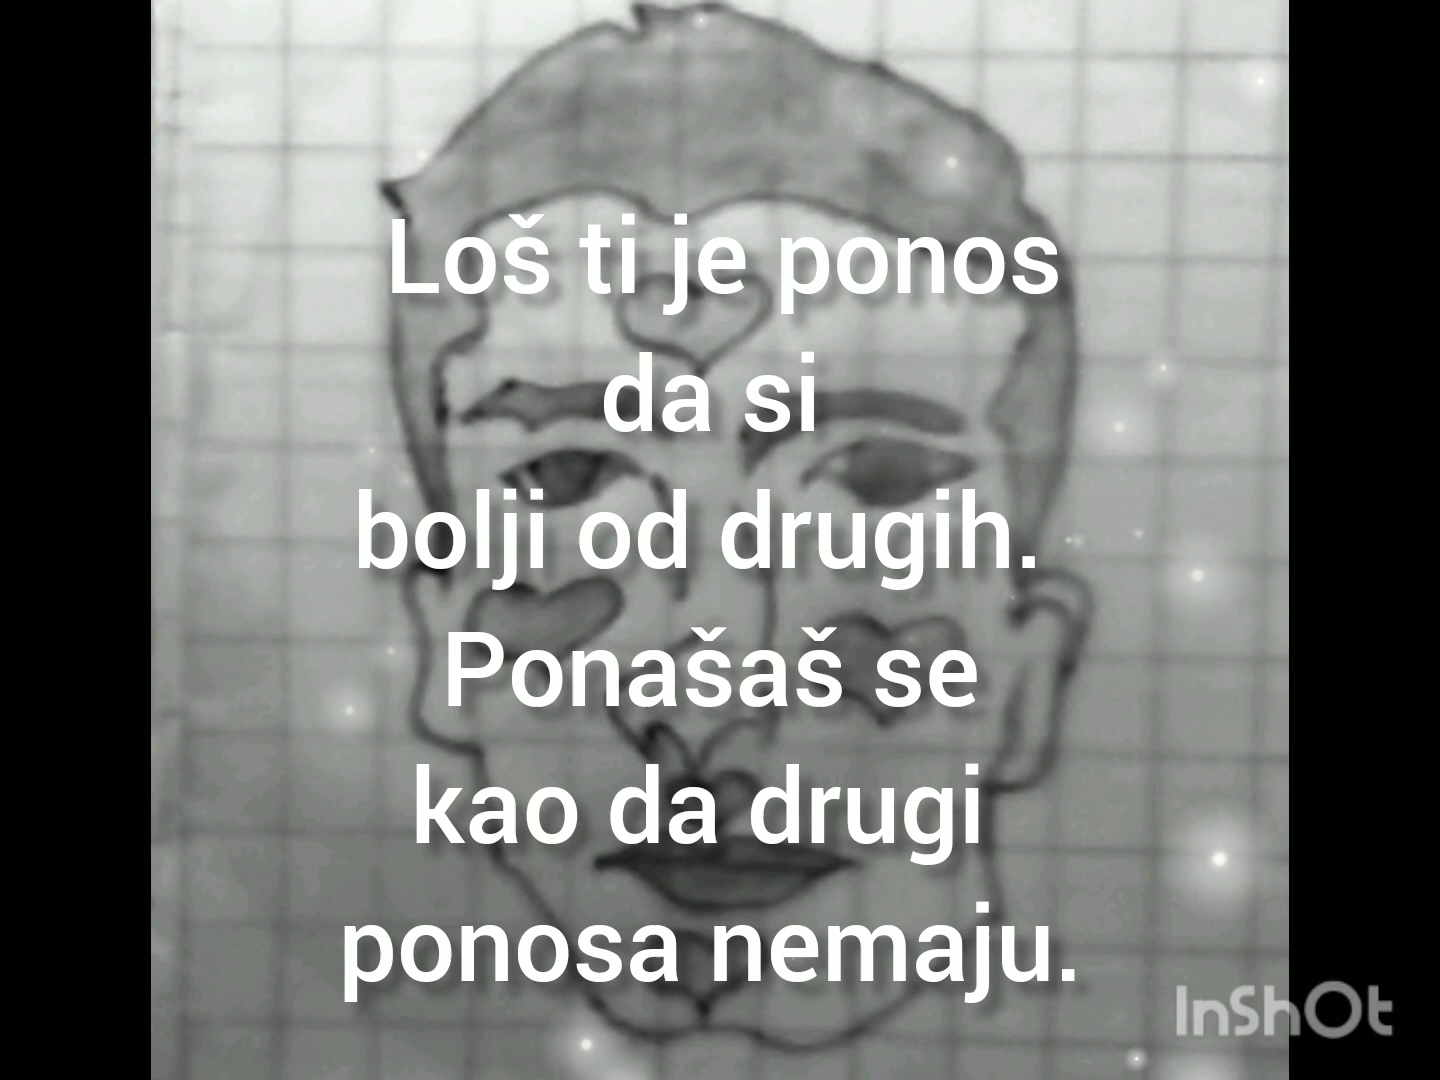 Loš ti je ponos
da si
bolji od drugih.
Ponašaš se
kao da drugi
ponosa nemaju.
InShOt